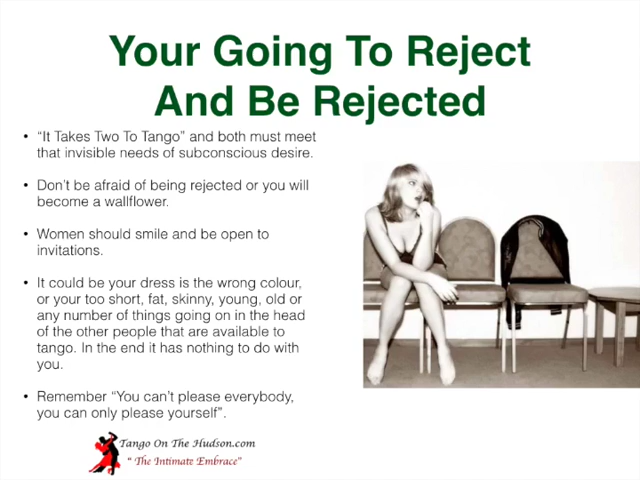 Your Going To Reject
And Be Rejected
• “It Takes Two To Tango” and both must meet
that invisible needs of subconscious desire.
• Don’t be afraid of being rejected or you will
become a wallflower.
• Women should smile and be open to
invitations.
• It could be your dress is the wrong colour,
or your too short, fat, skinny, young, old or
any number of things going on in the head
of the other people that are available to
tango. In the end it has nothing to do with
you.
• Remember “You can’t please everybody,
you can only please yourself”.
Tango On The Hudson.com
“ The Intimate Embrace”